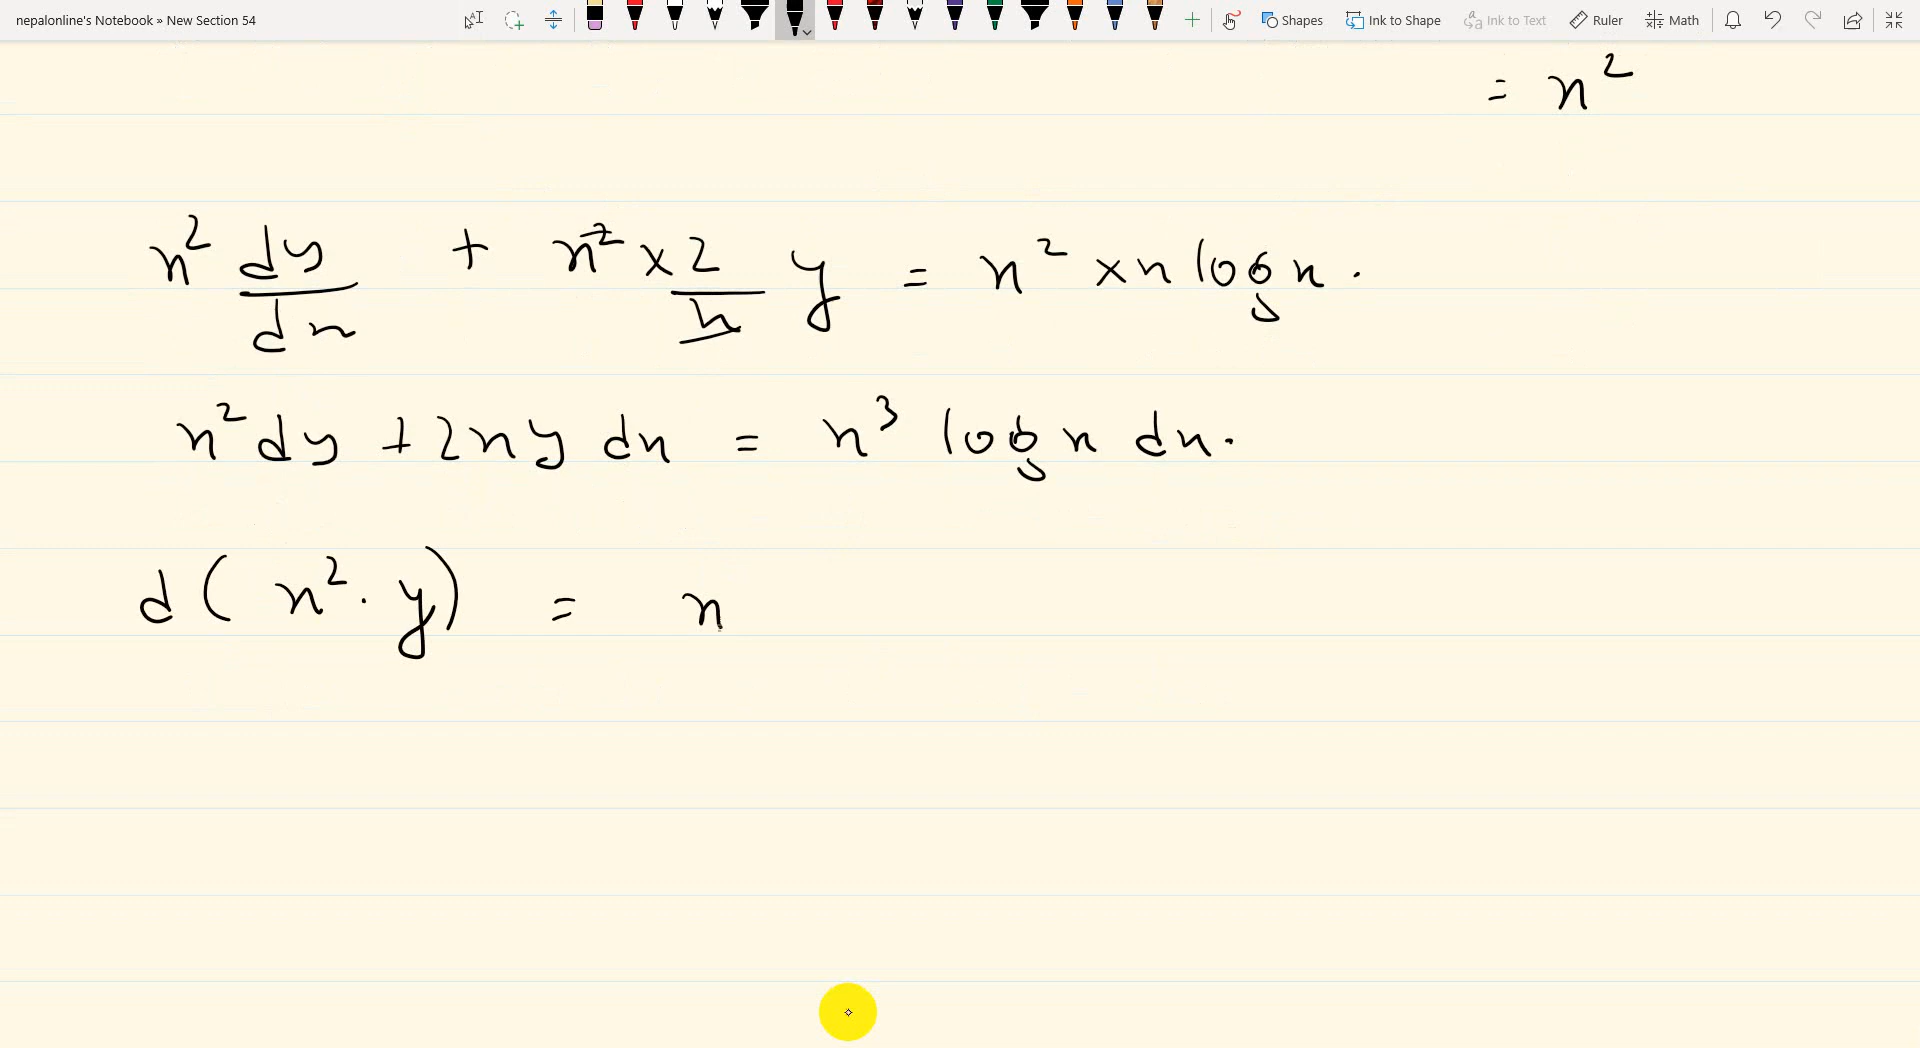 nepalonline's Notebook » New Section 54
Shapes Ink to Shape Ink to Text Ruler Math
= x²
x² dy/dx + x² × 2/x y = x² × x log x .
x² dy + 2xy dx = x³ log x dx .
d ( x² . y ) = x